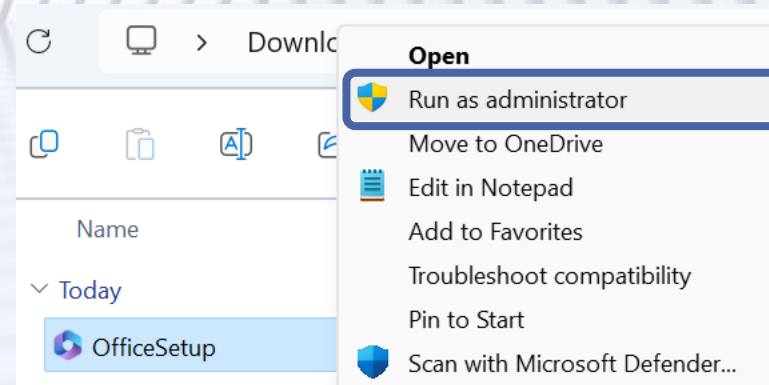 Downlo
Open
Run as administrator
Move to OneDrive
Edit in Notepad
Add to Favorites
Troubleshoot compatibility
Pin to Start
Scan with Microsoft Defender...
Name
Today
OfficeSetup